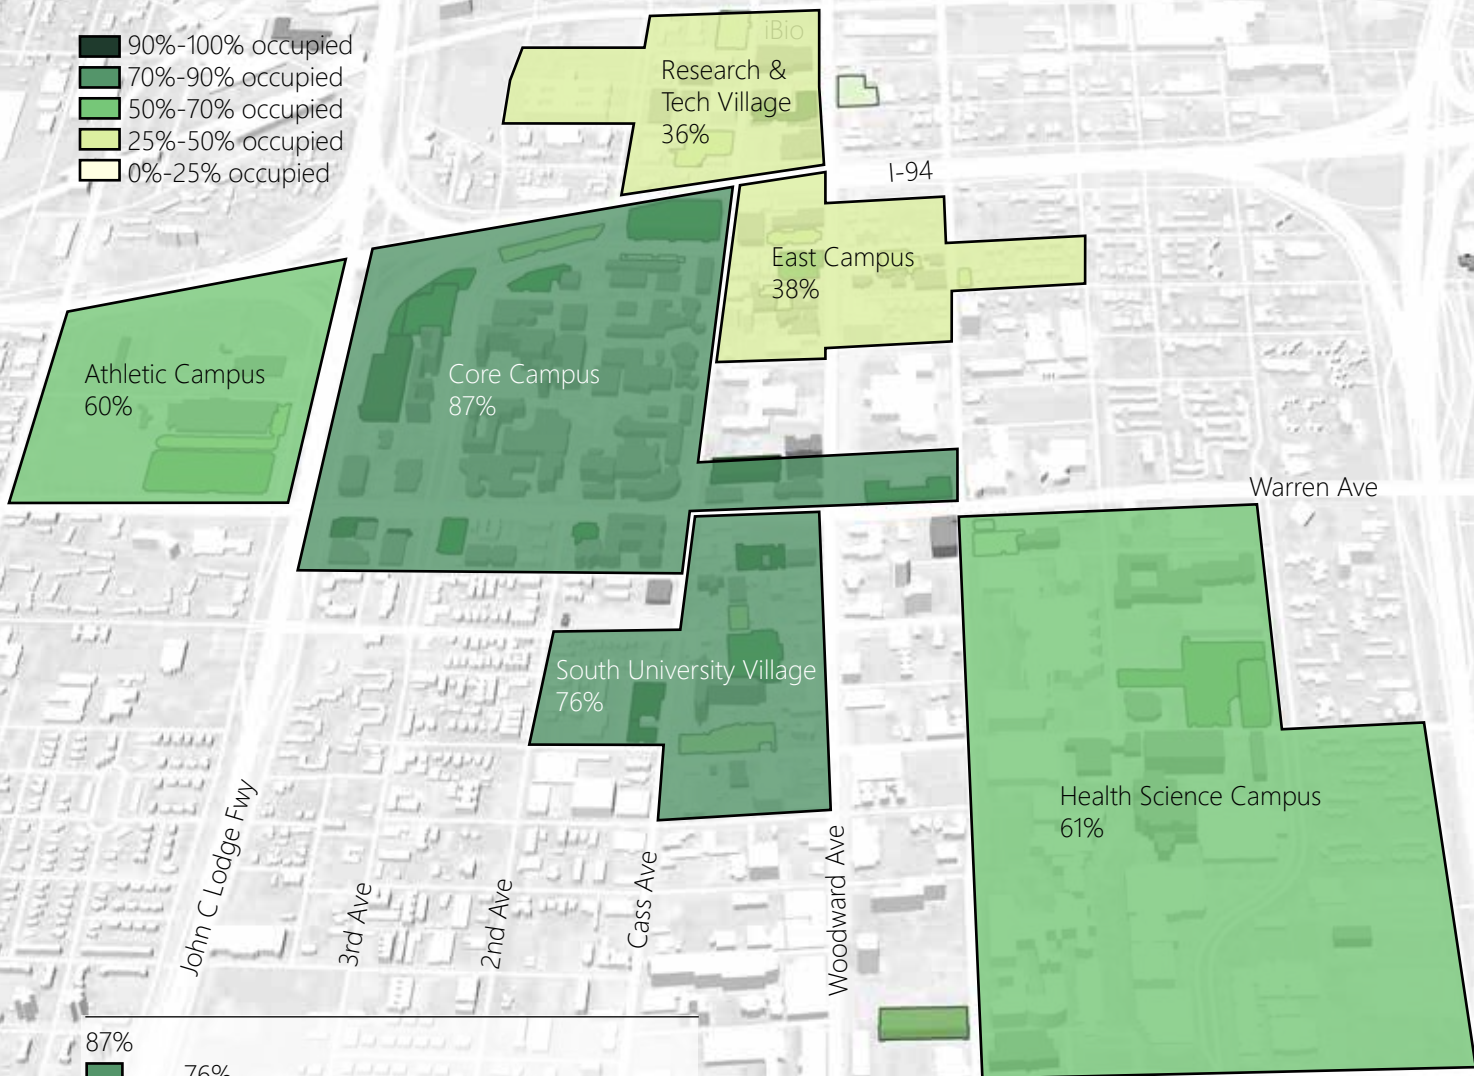 90%-100% occupied
70%-90% occupied
50%-70% occupied
25%-50% occupied
0%-25% occupied
iBio
Research &
Tech Village
36%
I-94
East Campus
38%
Athletic Campus
60%
Core Campus
87%
Warren Ave
South University Village
76%
Health Science Campus
61%
John C Lodge Fwy
3rd Ave
2nd Ave
Cass Ave
Woodward Ave
87%
76%